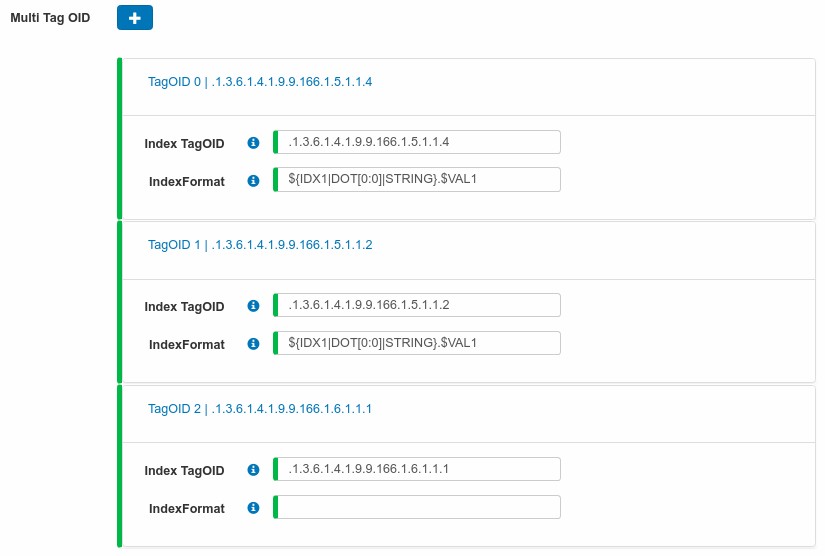 Multi Tag OID +
TagOID 0 | .1.3.6.1.4.1.9.9.166.1.5.1.1.4
Index TagOID .1.3.6.1.4.1.9.9.166.1.5.1.1.4
IndexFormat ${IDX1|DOT[0:0]|STRING}.$VAL1
TagOID 1 | .1.3.6.1.4.1.9.9.166.1.5.1.1.2
Index TagOID .1.3.6.1.4.1.9.9.166.1.5.1.1.2
IndexFormat ${IDX1|DOT[0:0]|STRING}.$VAL1
TagOID 2 | .1.3.6.1.4.1.9.9.166.1.6.1.1.1
Index TagOID .1.3.6.1.4.1.9.9.166.1.6.1.1.1
IndexFormat